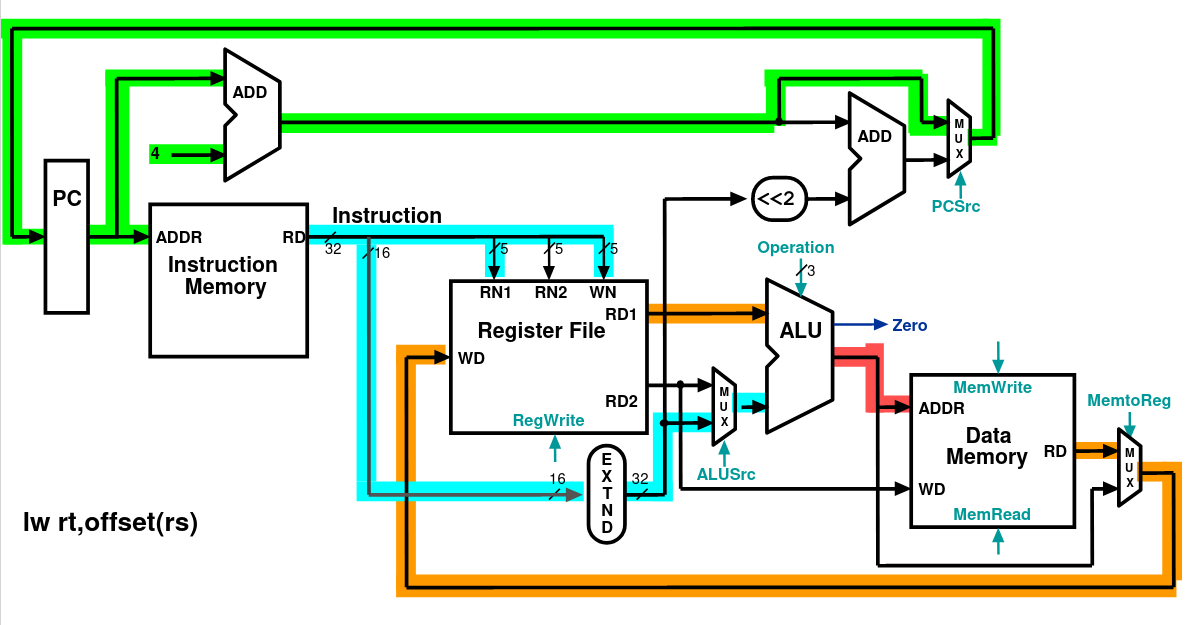 ADD
4
PC
ADDR
RD
Instruction
Memory
Instruction
32
16
5
5
5
RN1
RN2
WN
RD1
Register File
WD
RD2
RegWrite
16
E
X
T
N
D
32
<<2
ADD
M
U
X
PCSrc
Operation
3
ALU
Zero
M
U
X
ALUSrc
MemWrite
ADDR
Data
Memory
RD
WD
MemRead
MemtoReg
M
U
X
lw rt,offset(rs)